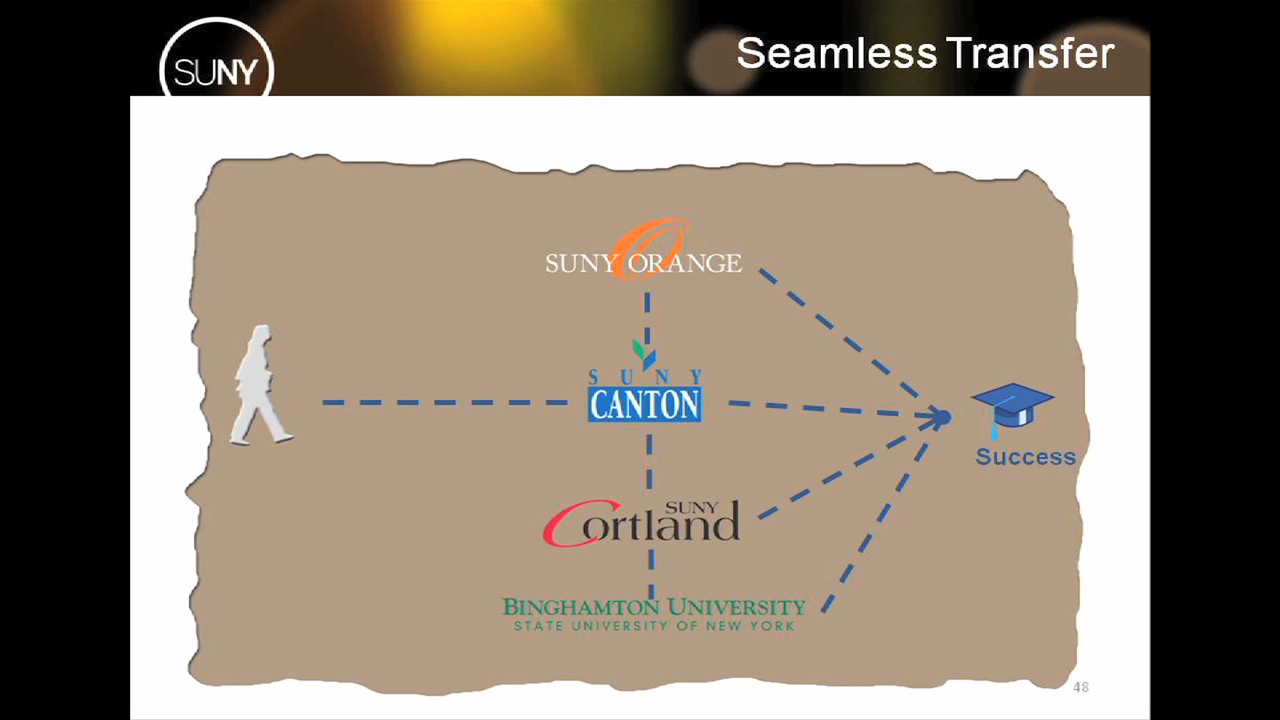 SUNY
Seamless Transfer
SUNY ORANGE
SUNY
CANTON
SUNY
Cortland
Success
BINGHAMTON UNIVERSITY
STATE UNIVERSITY OF NEW YORK
48